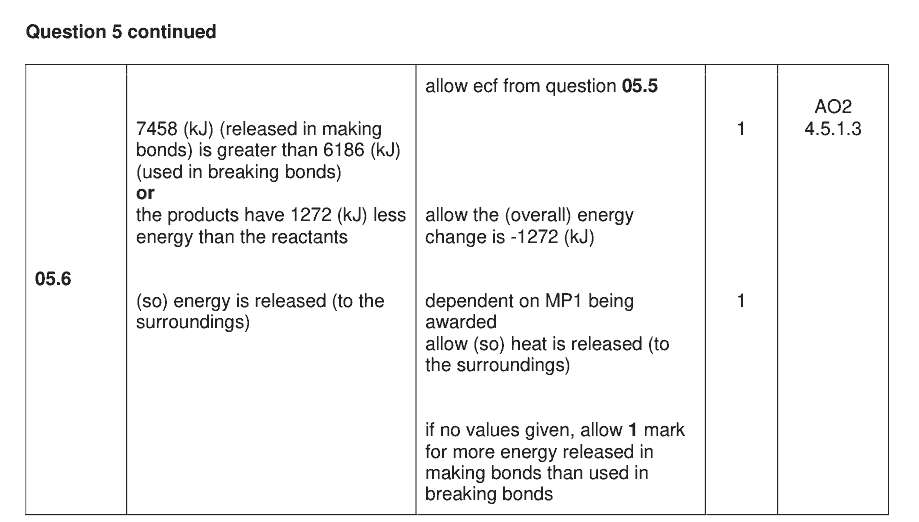 Question 5 continued
allow ecf from question 05.5
AO2
7458 (kJ) (released in making
1
4.5.1.3
bonds) is greater than 6186 (kJ)
(used in breaking bonds)
or
the products have 1272 (kJ) less
allow the (overall) energy
energy than the reactants
change is -1272 (kJ)
05.6
(so) energy is released (to the
dependent on MP1 being
1
surroundings)
awarded
allow (so) heat is released (to
the surroundings)
if no values given, allow 1 mark
for more energy released in
making bonds than used in
breaking bonds